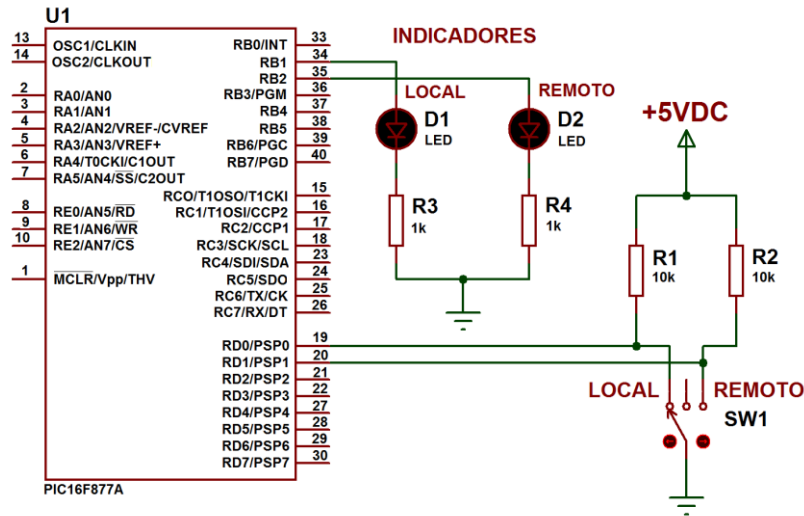 U1
13 OSC1/CLKIN
14 OSC2/CLKOUT
2 RA0/AN0
3 RA1/AN1
4 RA2/AN2/VREF-/CVREF
5 RA3/AN3/VREF+
6 RA4/T0CKI/C1OUT
7 RA5/AN4/SS/C2OUT
8 RE0/AN5/RD
9 RE1/AN6/WR
10 RE2/AN7/CS
1 MCLR/Vpp/THV
RB0/INT 33
RB1 34
RB2 35
RB3/PGM 36
RB4 37
RB5 38
RB6/PGC 39
RB7/PGD 40
RC0/T1OSO/T1CKI 15
RC1/T1OSI/CCP2 16
RC2/CCP1 17
RC3/SCK/SCL 18
RC4/SDI/SDA 23
RC5/SDO 24
RC6/TX/CK 25
RC7/RX/DT 26
RD0/PSP0 19
RD1/PSP1 20
RD2/PSP2 21
RD3/PSP3 22
RD4/PSP4 27
RD5/PSP5 28
RD6/PSP6 29
RD7/PSP7 30
PIC16F877A
INDICADORES
LOCAL
REMOTO
D1
LED
D2
LED
R3
1k
R4
1k
+5VDC
R1
10k
R2
10k
LOCAL
REMOTO
SW1